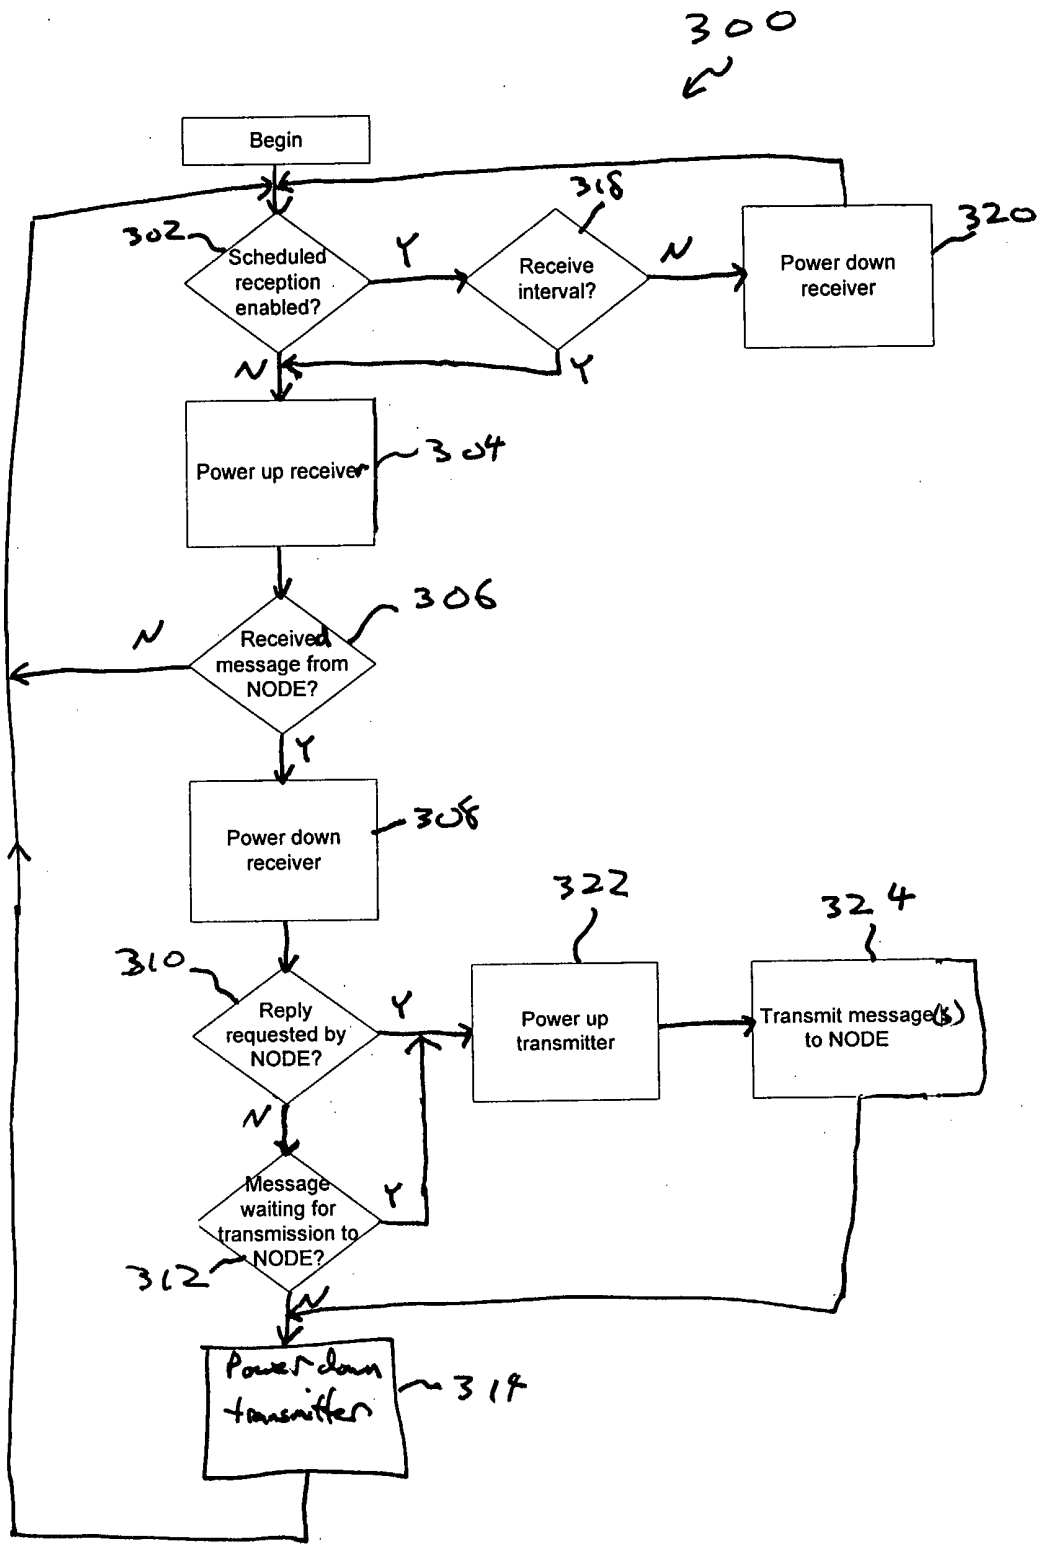 300
Begin
318
302
Scheduled
reception
enabled?
Y
Receive
interval?
N
320
Power down
receiver
N
Y
Power up receiver
304
306
N
Received
message from
NODE?
Y
Power down
receiver
308
322
324
310
Reply
requested by
NODE?
Y
Power up
transmitter
Transmit message(s)
to NODE
N
Message
waiting for
transmission to
NODE?
Y
312
N
Power down
transmitter
314